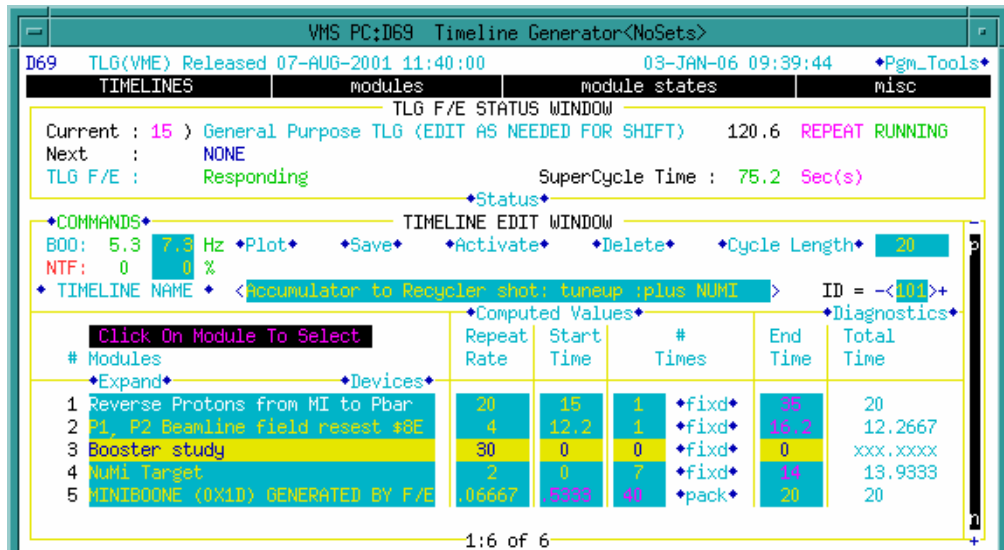 VMS PC:D69 Timeline Generator<NoSets>
D69 TLG(VME) Released 07-AUG-2001 11:40:00 03-JAN-06 09:39:44 ◆Pgm_Tools◆
TIMELINES modules module states misc
TLG F/E STATUS WINDOW
Current : 15 ) General Purpose TLG (EDIT AS NEEDED FOR SHIFT) 120.6 REPEAT RUNNING
Next : NONE
TLG F/E : Responding SuperCycle Time : 75.2 Sec(s)
◆Status◆
◆COMMANDS◆ TIMELINE EDIT WINDOW
BOO: 5.3 7.3 Hz ◆Plot◆ ◆Save◆ ◆Activate◆ ◆Delete◆ ◆Cycle Length◆ 20
NTF: 0 0 %
◆ TIMELINE NAME ◆ <Accumulator to Recycler shot: tuneup :plus NUMI > ID = -<101>+
◆Computed Values◆ ◆Diagnostics◆
Click On Module To Select Repeat Start # End Total
# Modules Rate Time Times Time Time
◆Expand◆ ◆Devices◆
1 Reverse Protons from MI to Pbar 20 15 1 ◆fixd◆ 35 20
2 P1, P2 Beamline field resest $8E 4 12.2 1 ◆fixd◆ 16.2 12.2667
3 Booster study 30 0 0 ◆fixd◆ 0 xxx.xxxx
4 NuMi Target 2 0 7 ◆fixd◆ 14 13.9333
5 MINIBOONE (0X1D) GENERATED BY F/E .06667 .5333 40 ◆pack◆ 20 20
1:6 of 6
- p n +